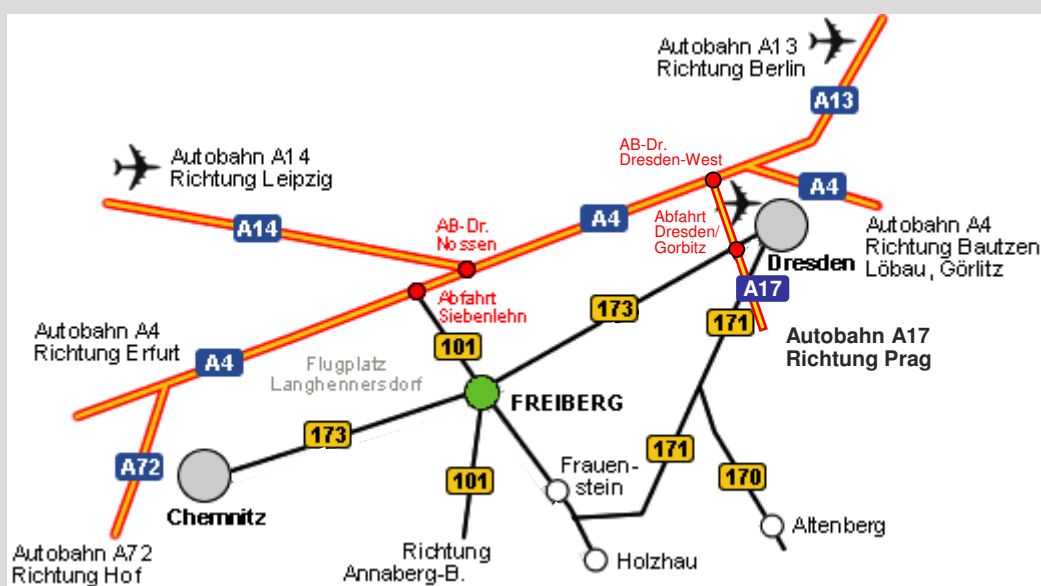 Autobahn A13
Richtung Berlin
A13
AB-Dr.
Dresden-West
Autobahn A14
Richtung Leipzig
A4
A14
A4
AB-Dr.
Nossen
Abfahrt
Dresden/
Gorbitz
Autobahn A4
Richtung Bautzen
Löbau, Görlitz
Dresden
A17
Abfahrt
Siebenlehn
173
171
Autobahn A17
Richtung Prag
Autobahn A4
Richtung Erfurt
101
A4
Flugplatz
Langhennersdorf
FREIBERG
173
171
A72
101
Frauen-
stein
170
Chemnitz
Altenberg
Autobahn A72
Richtung Hof
Richtung
Annaberg-B.
Holzhau